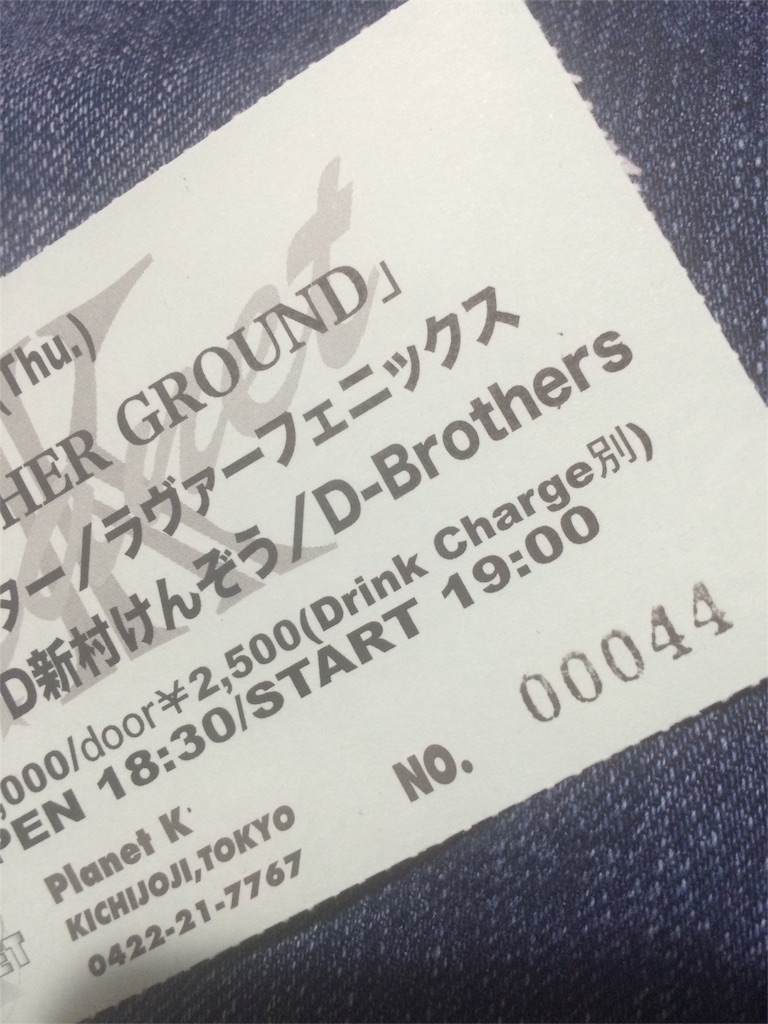 (Thu.)
HER GROUND」
ター/ラヴァーフェニックス
D新村けんぞう/D-Brothers
,000/door¥2,500(Drink Charge別)
PEN 18:30/START 19:00
NO. 00044
Planet K
KICHIJOJI,TOKYO
0422-21-7767
ET